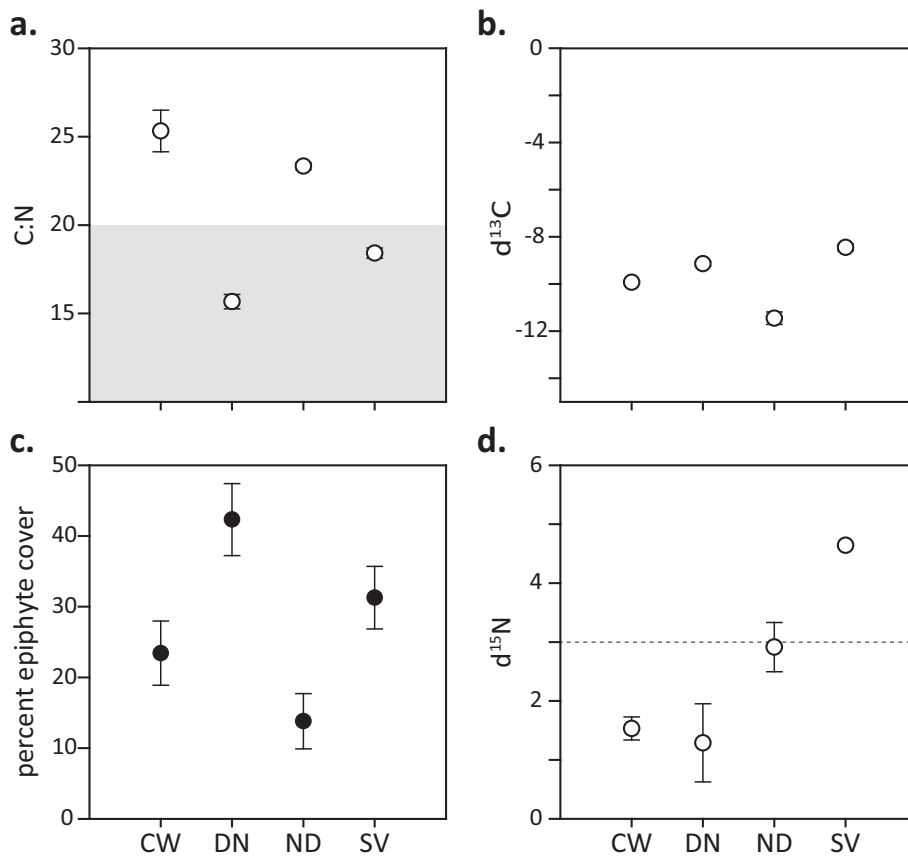 a.
30
25
20
15
C:N
b.
0
-4
-8
-12
d¹³C
c.
50
40
30
20
10
0
percent epiphyte cover
CW DN ND SV
d.
6
4
2
0
d¹⁵N
CW DN ND SV